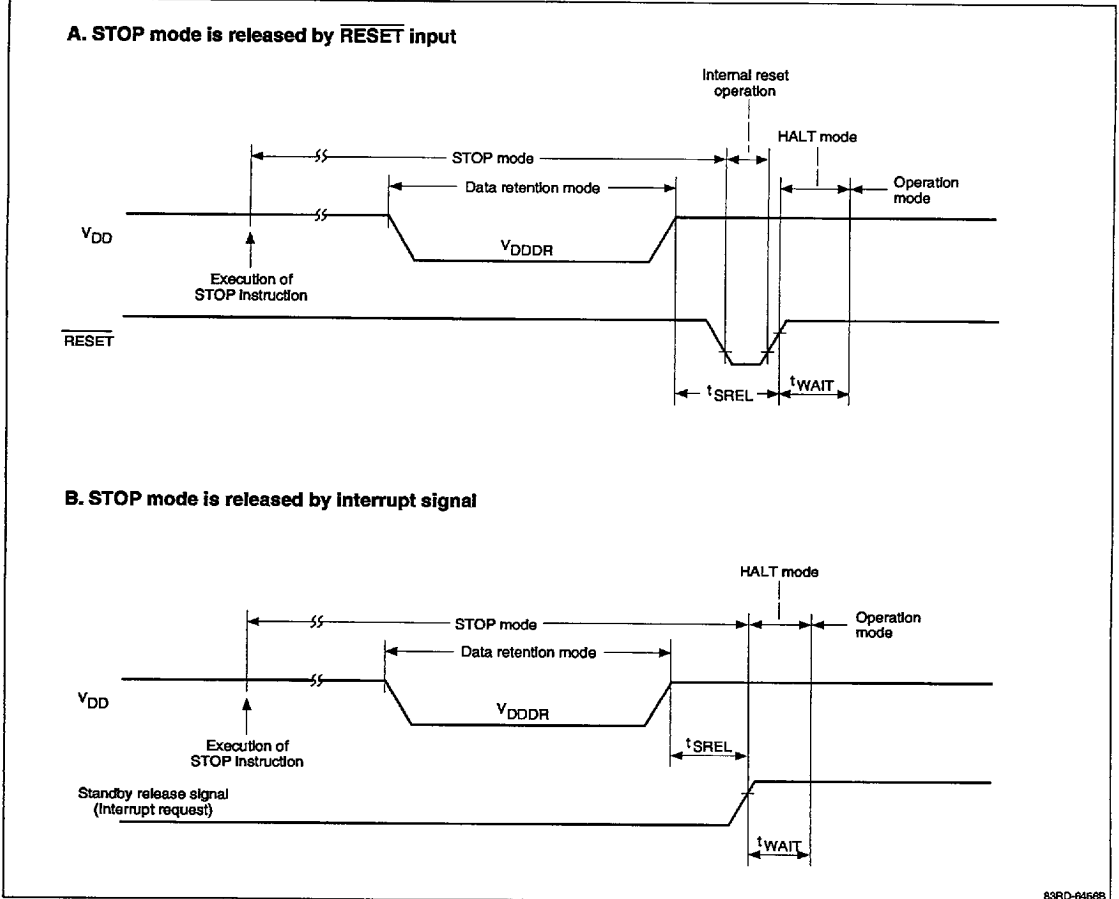 A. STOP mode is released by RESET input
Internal reset
operation
HALT mode
STOP mode
Operation
mode
Data retention mode
VDD
VDDDR
Execution of
STOP Instruction
RESET
tSREL
tWAIT
B. STOP mode is released by interrupt signal
HALT mode
STOP mode
Operation
mode
Data retention mode
VDD
VDDDR
Execution of
STOP Instruction
tSREL
Standby release signal
(Interrupt request)
tWAIT
83RD-6456B